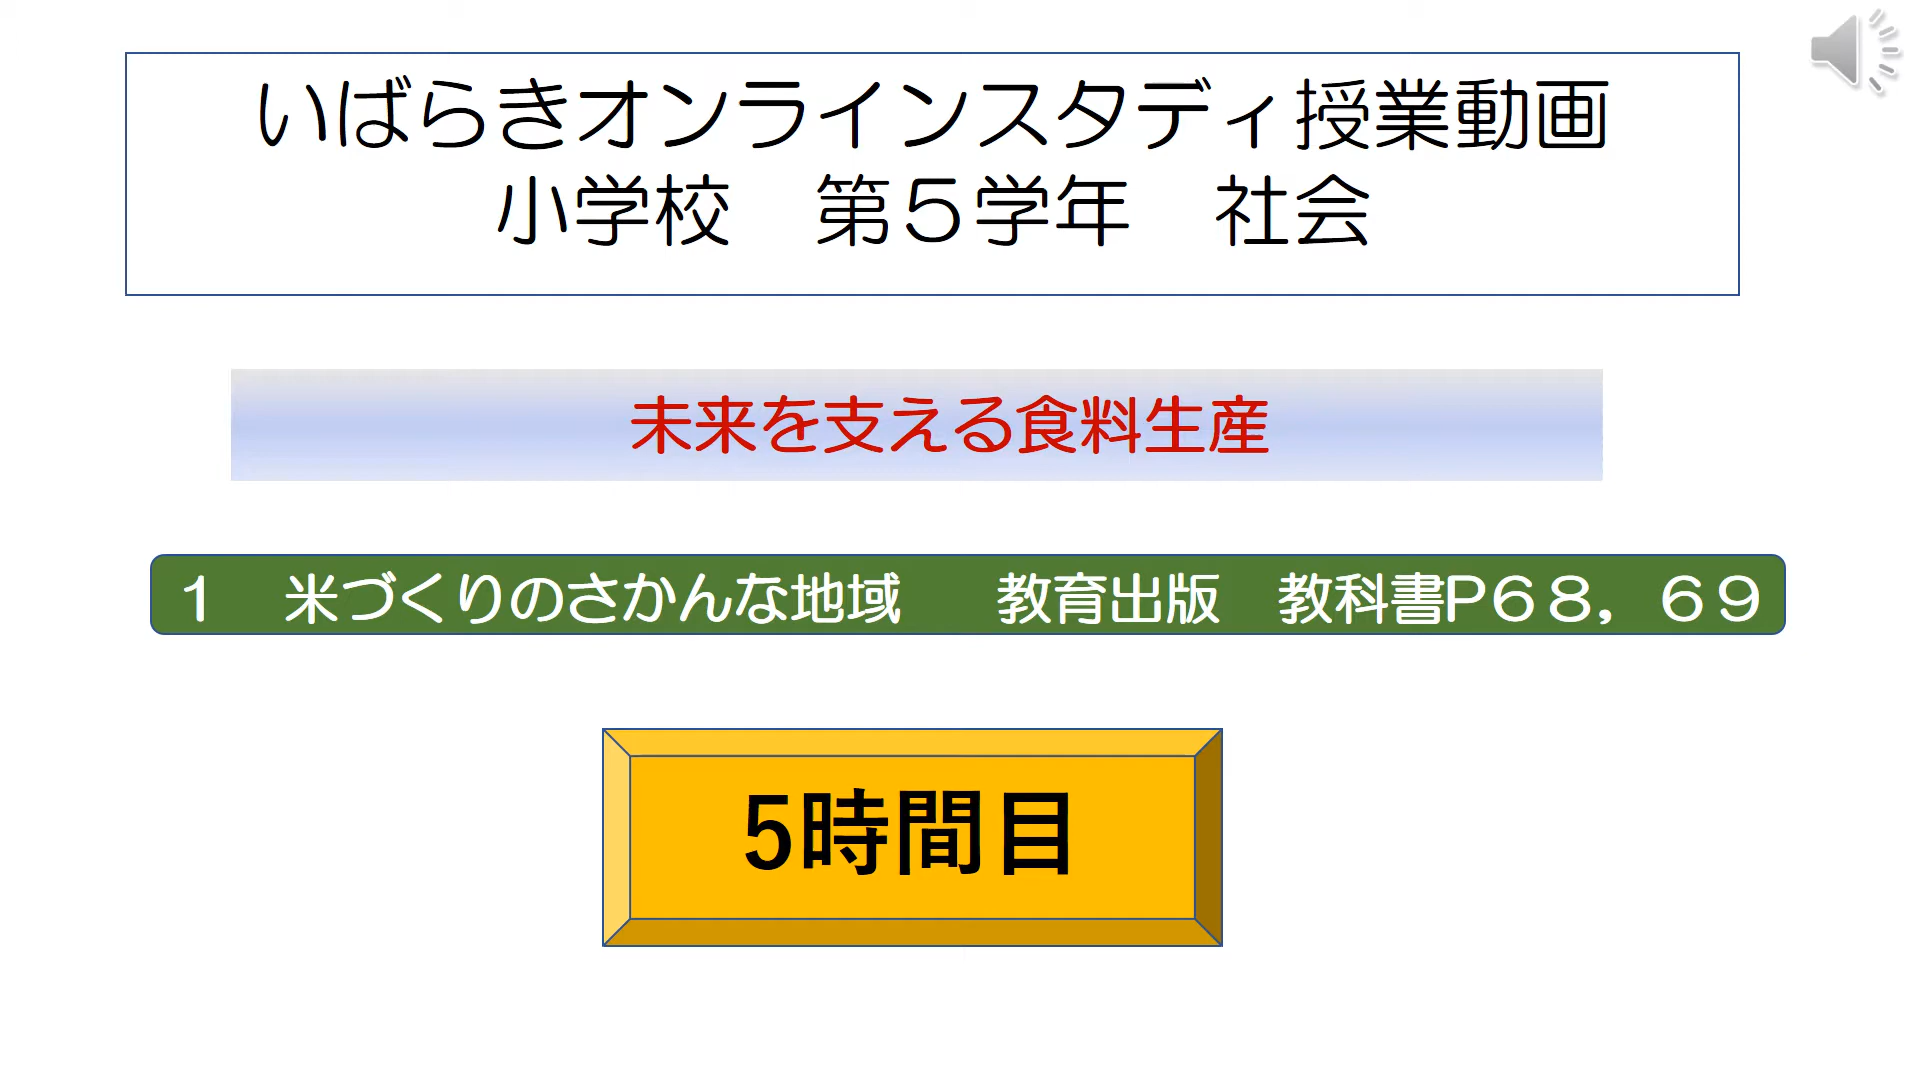 いばらきオンラインスタディ授業動画
小学校　第５学年　社会
未来を支える食料生産
１　米づくりのさかんな地域　 教育出版　教科書P６８，６９
5時間目